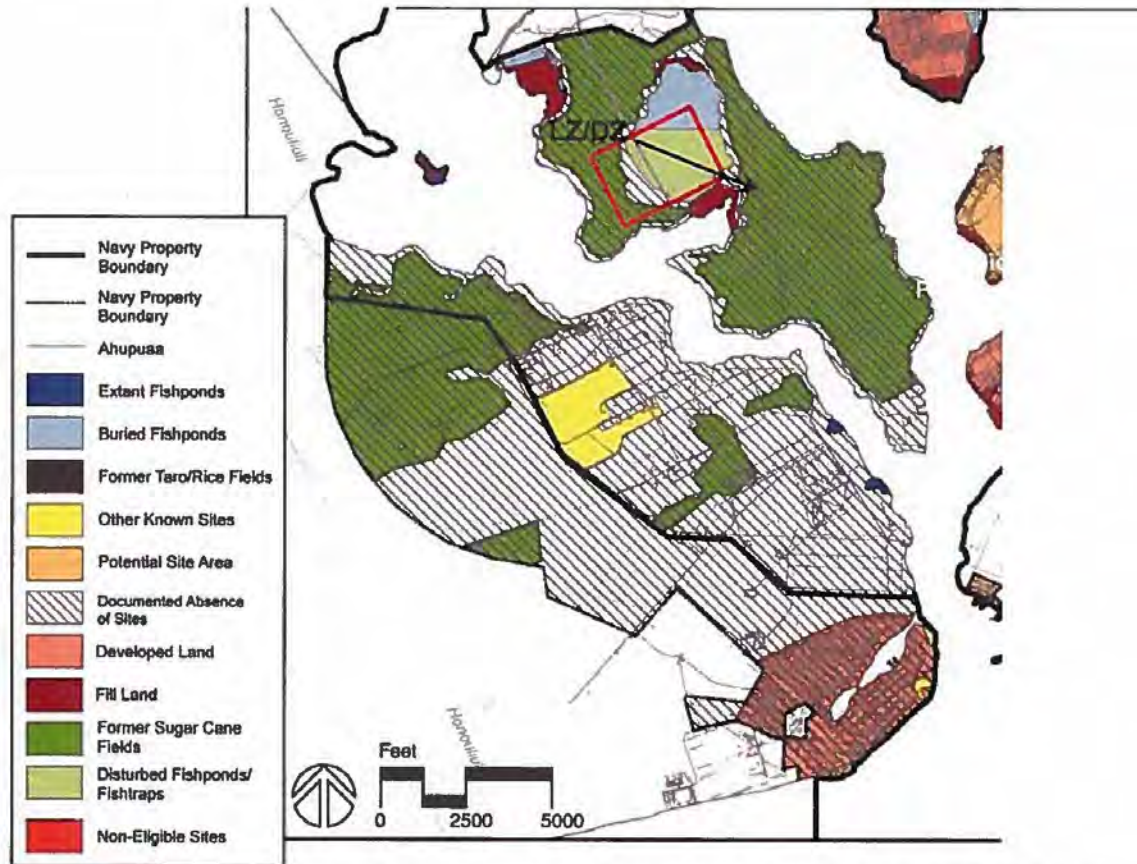 Honouliuli
LZ/DZ
Navy Property
Boundary
Navy Property
Boundary
Ahupuaa
Extant Fishponds
Buried Fishponds
Former Taro/Rice Fields
Other Known Sites
Potential Site Area
Documented Absence
of Sites
Developed Land
Fill Land
Former Sugar Cane
Fields
Disturbed Fishponds/
Fishtraps
Non-Eligible Sites
Honouliuli
Feet
0 2500 5000